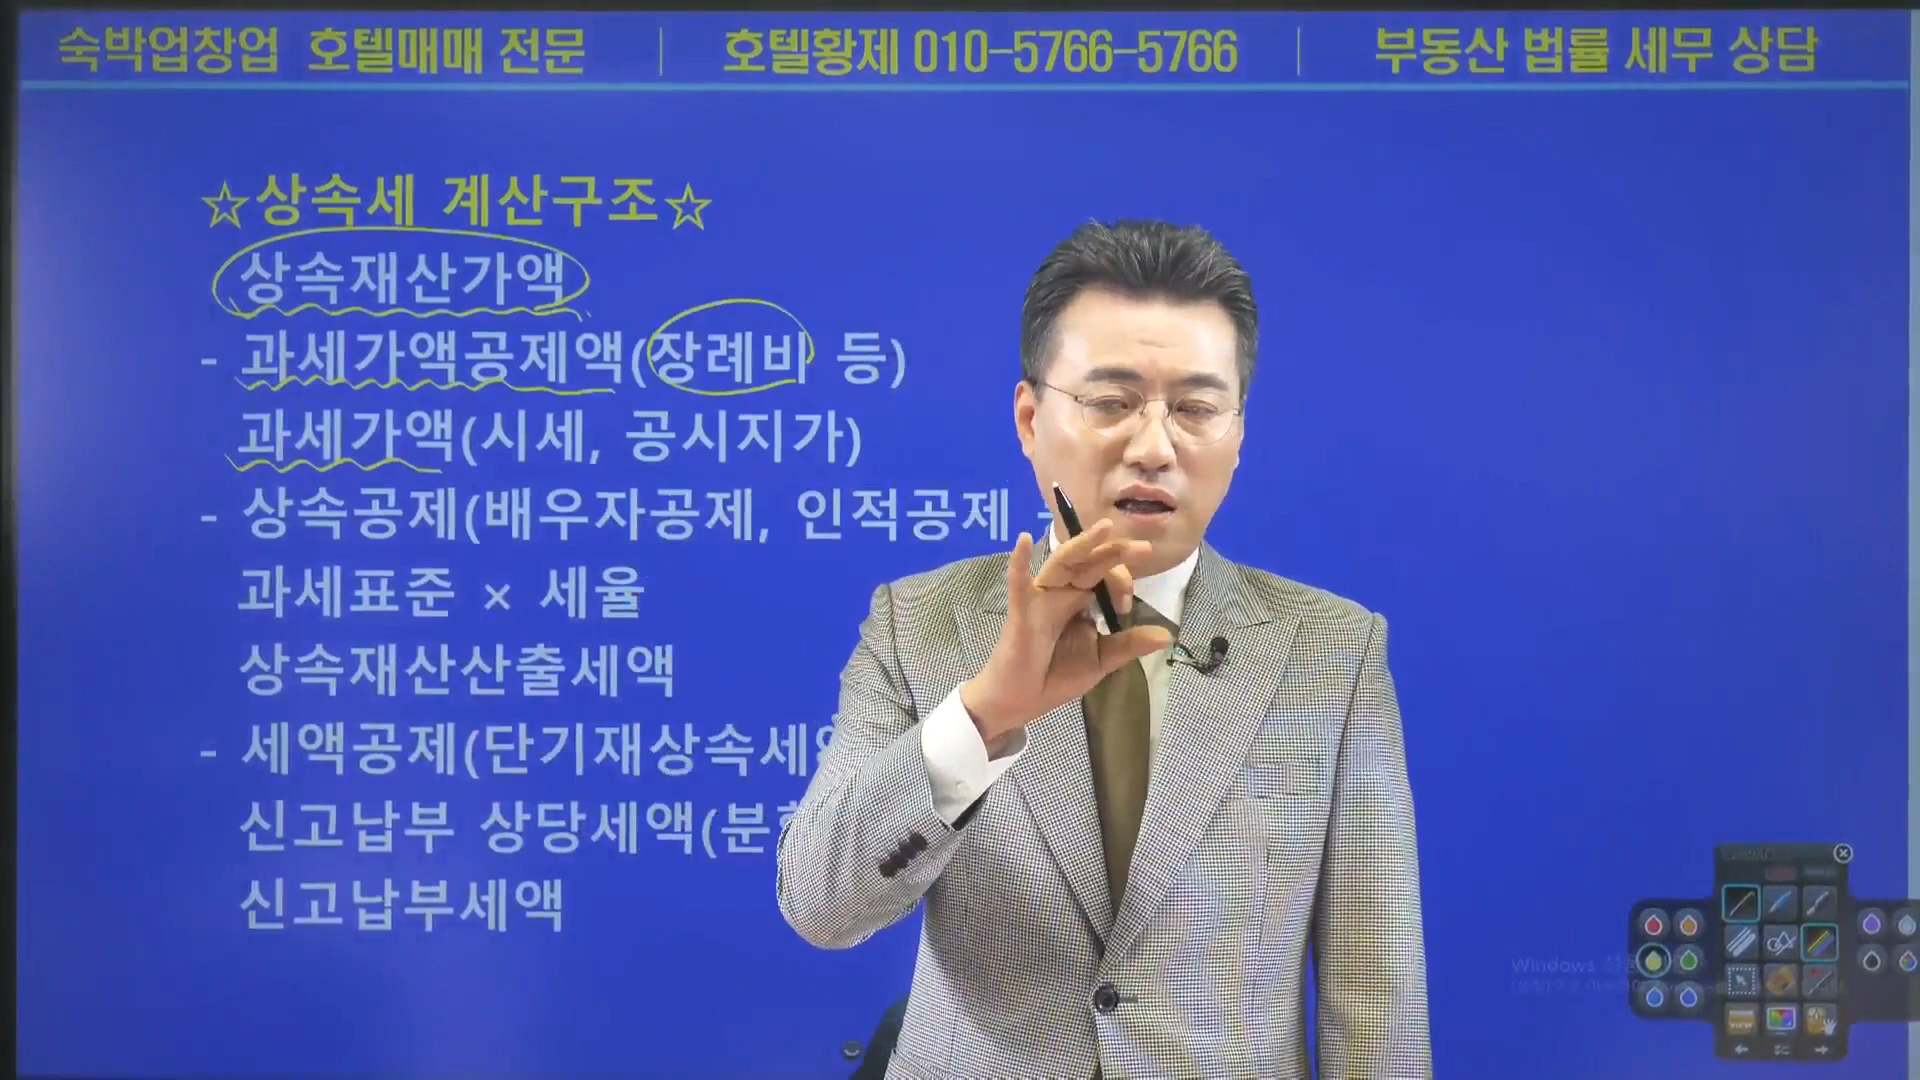 숙박업창업 호텔매매 전문 | 호텔황제 010-5766-5766 | 부동산 법률 세무 상담
☆상속세 계산구조☆
상속재산가액
- 과세가액공제액(장례비 등)
과세가액(시세, 공시지가)
- 상속공제(배우자공제, 인적공제
과세표준 × 세율
상속재산산출세액
- 세액공제(단기재상속세
신고납부 상당세액(분
신고납부세액
Windows